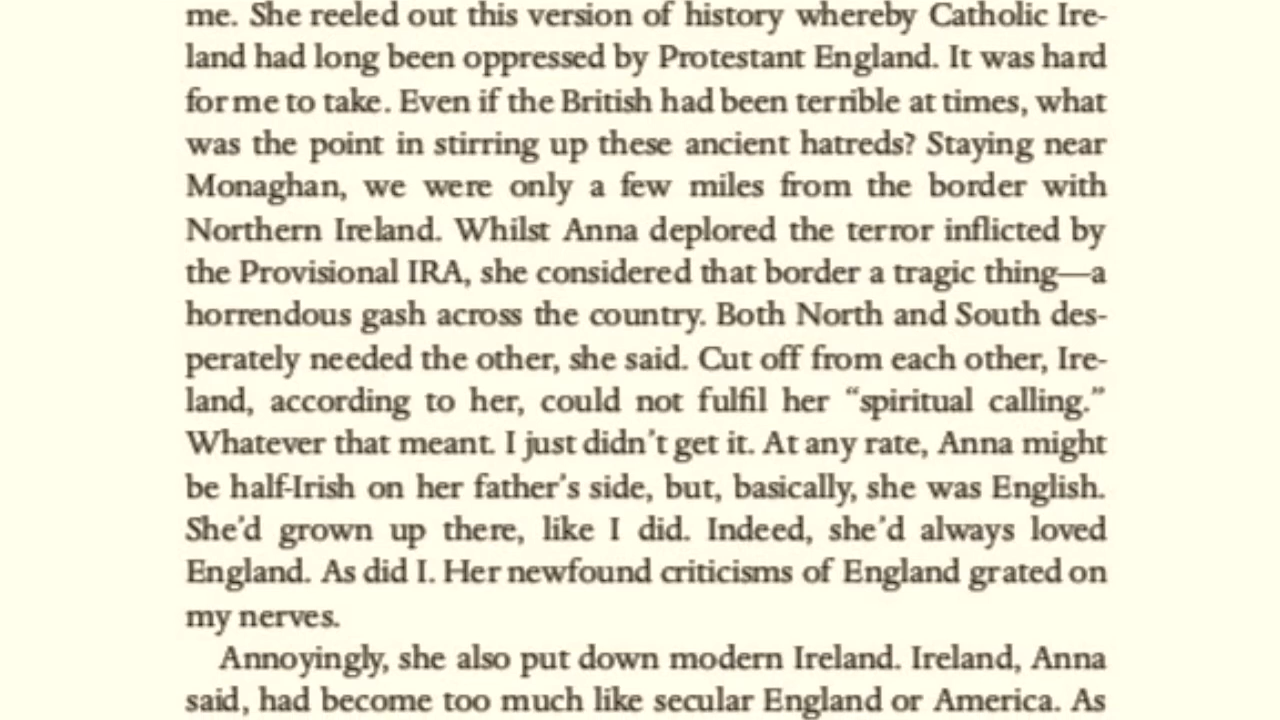 me. She reeled out this version of history whereby Catholic Ire-
land had long been oppressed by Protestant England. It was hard
for me to take. Even if the British had been terrible at times, what
was the point in stirring up these ancient hatreds? Staying near
Monaghan, we were only a few miles from the border with
Northern Ireland. Whilst Anna deplored the terror inflicted by
the Provisional IRA, she considered that border a tragic thing—a
horrendous gash across the country. Both North and South des-
perately needed the other, she said. Cut off from each other, Ire-
land, according to her, could not fulfil her “spiritual calling.”
Whatever that meant. I just didn’t get it. At any rate, Anna might
be half-Irish on her father’s side, but, basically, she was English.
She’d grown up there, like I did. Indeed, she’d always loved
England. As did I. Her newfound criticisms of England grated on
my nerves.
Annoyingly, she also put down modern Ireland. Ireland, Anna
said, had become too much like secular England or America. As